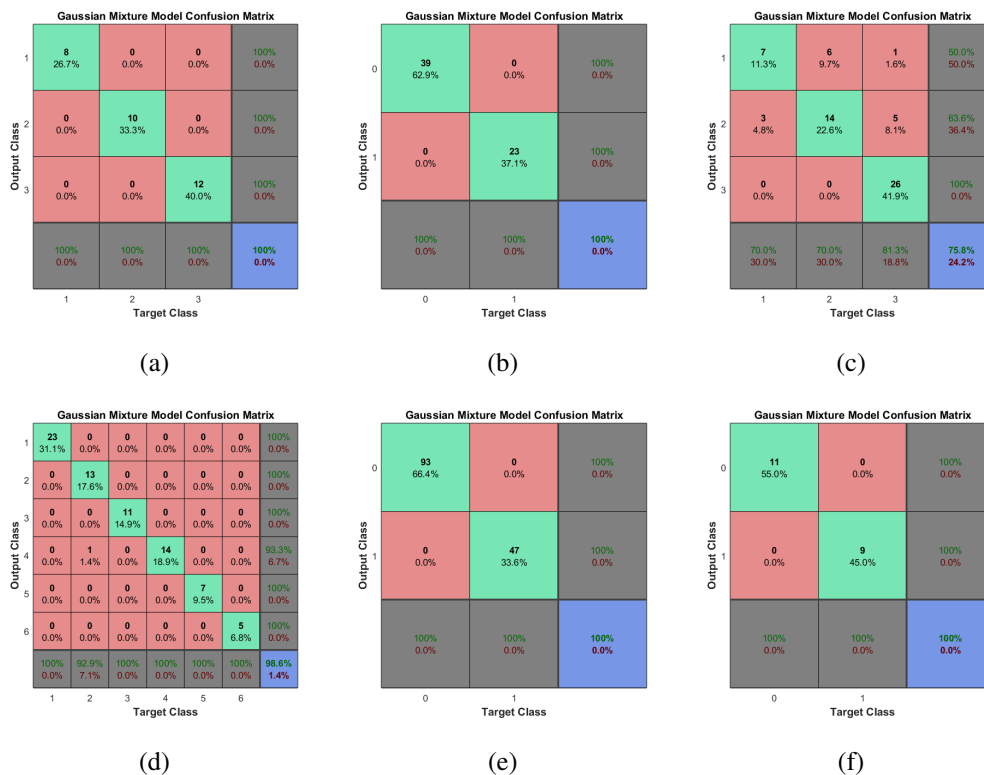 Gaussian Mixture Model Confusion Matrix
1 8 0 0 100%
26.7% 0.0% 0.0% 0.0%
2 0 10 0 100%
0.0% 33.3% 0.0% 0.0%
3 0 0 12 100%
0.0% 0.0% 40.0% 0.0%
100% 100% 100% 100%
0.0% 0.0% 0.0% 0.0%
1 2 3
Target Class
Output Class
(a)
Gaussian Mixture Model Confusion Matrix
0 39 0 100%
62.9% 0.0% 0.0%
1 0 23 100%
0.0% 37.1% 0.0%
100% 100% 100%
0.0% 0.0% 0.0%
0 1
Target Class
Output Class
(b)
Gaussian Mixture Model Confusion Matrix
1 7 6 1 50.0%
11.3% 9.7% 1.6% 50.0%
2 3 14 5 63.6%
4.8% 22.6% 8.1% 36.4%
3 0 0 26 100%
0.0% 0.0% 41.9% 0.0%
70.0% 70.0% 81.3% 75.8%
30.0% 30.0% 18.8% 24.2%
1 2 3
Target Class
Output Class
(c)
Gaussian Mixture Model Confusion Matrix
1 23 0 0 0 0 0 100%
31.1% 0.0% 0.0% 0.0% 0.0% 0.0% 0.0%
2 0 13 0 0 0 0 100%
0.0% 17.6% 0.0% 0.0% 0.0% 0.0% 0.0%
3 0 0 11 0 0 0 100%
0.0% 0.0% 14.9% 0.0% 0.0% 0.0% 0.0%
4 0 1 0 14 0 0 93.3%
0.0% 1.4% 0.0% 18.9% 0.0% 0.0% 6.7%
5 0 0 0 0 7 0 100%
0.0% 0.0% 0.0% 0.0% 9.5% 0.0% 0.0%
6 0 0 0 0 0 5 100%
0.0% 0.0% 0.0% 0.0% 0.0% 6.8% 0.0%
100% 92.9% 100% 100% 100% 100% 98.6%
0.0% 7.1% 0.0% 0.0% 0.0% 0.0% 1.4%
1 2 3 4 5 6
Target Class
Output Class
(d)
Gaussian Mixture Model Confusion Matrix
0 93 0 100%
66.4% 0.0% 0.0%
1 0 47 100%
0.0% 33.6% 0.0%
100% 100% 100%
0.0% 0.0% 0.0%
0 1
Target Class
Output Class
(e)
Gaussian Mixture Model Confusion Matrix
0 11 0 100%
55.0% 0.0% 0.0%
1 0 9 100%
0.0% 45.0% 0.0%
100% 100% 100%
0.0% 0.0% 0.0%
0 1
Target Class
Output Class
(f)